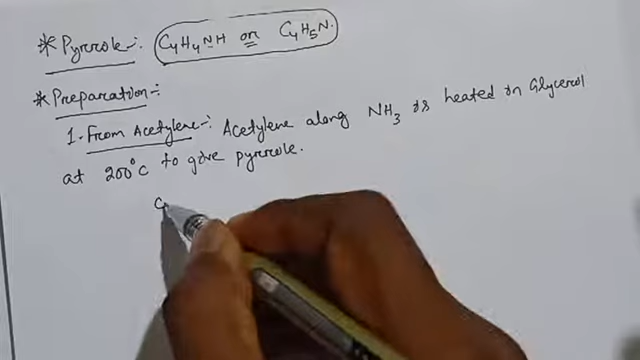 *Pyrrole:- C4H4NH or C4H5N.
*Preparation:-
1. From Acetylene:- Acetylene along NH3 is heated in Glycerol
at 200°C to give pyrrole.
C